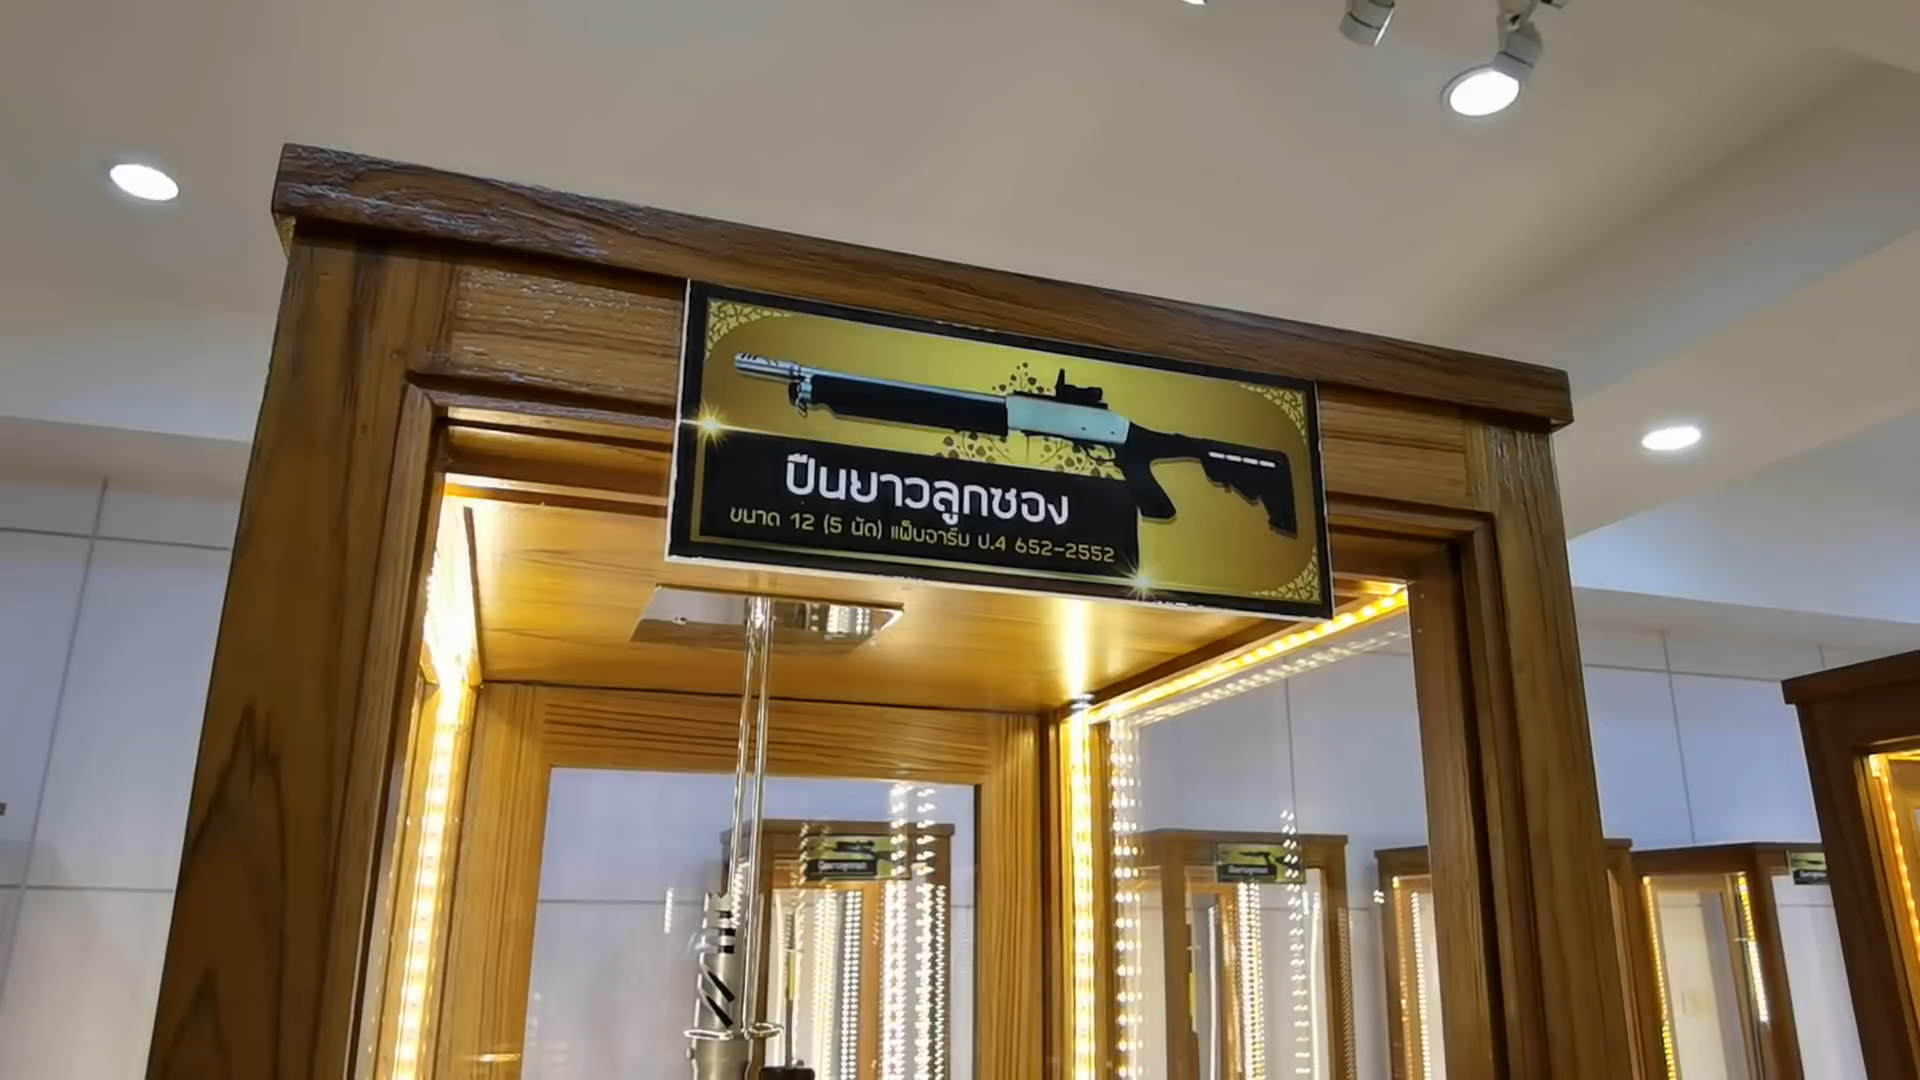 ปืนยาวลูกซอง
ขนาด 12 (5 นัด) แฟ็บอาร์ม ป.4 652-2552